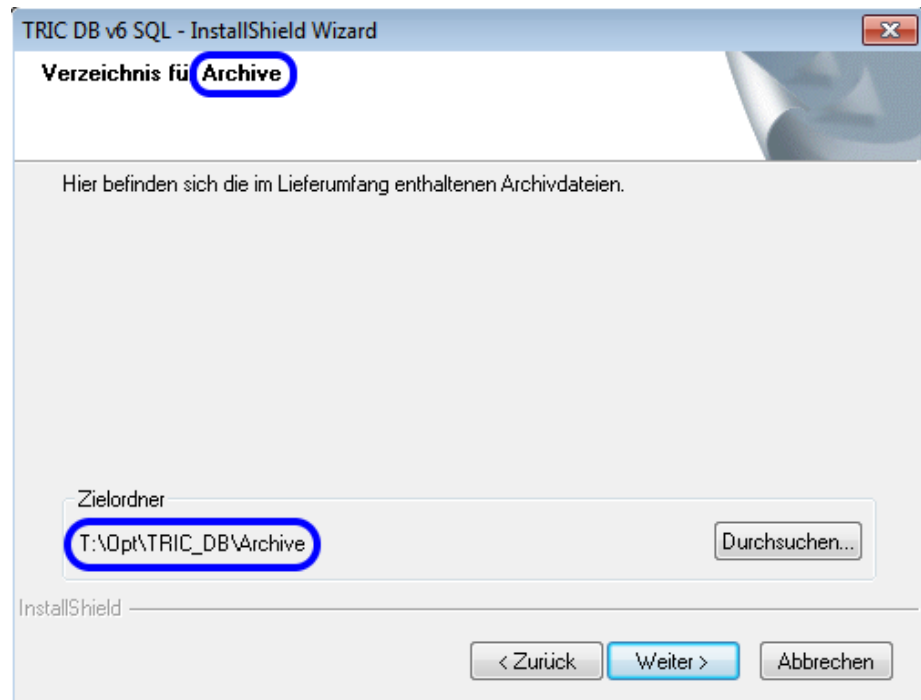 TRIC DB v6 SQL - InstallShield Wizard
Verzeichnis fü Archive
Hier befinden sich die im Lieferumfang enthaltenen Archivdateien.
Zielordner
T:\Opt\TRIC_DB\Archive
Durchsuchen...
InstallShield
< Zurück
Weiter >
Abbrechen